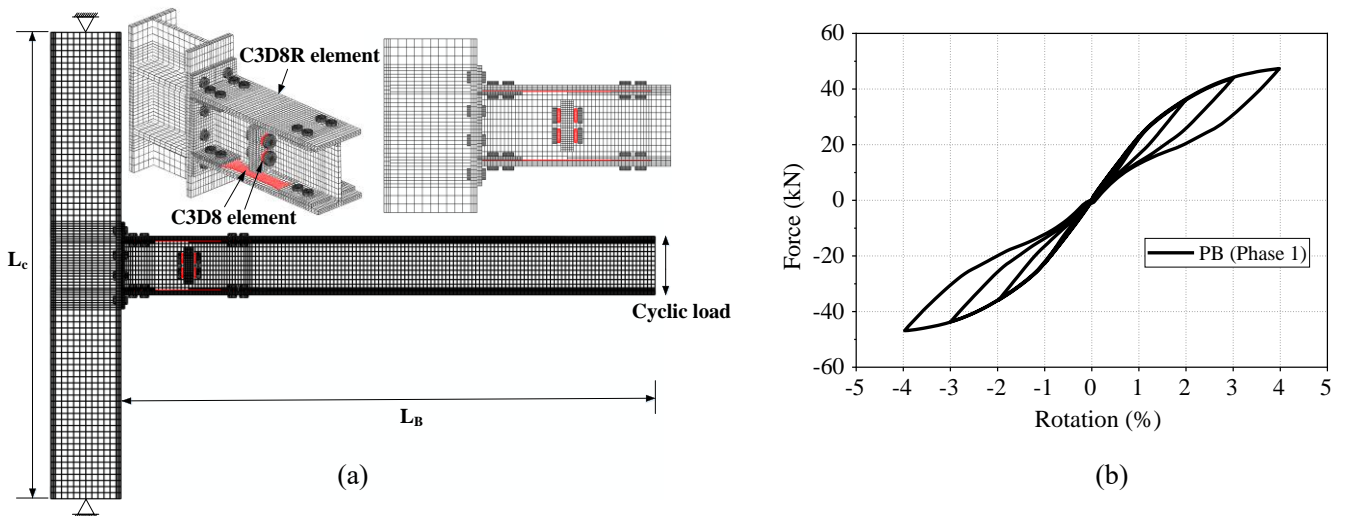 C3D8R element
C3D8 element
L_c
Cyclic load
L_B
(a)
60
40
20
0
-20
-40
-60
Force (kN)
PB (Phase 1)
-5 -4 -3 -2 -1 0 1 2 3 4 5
Rotation (%)
(b)